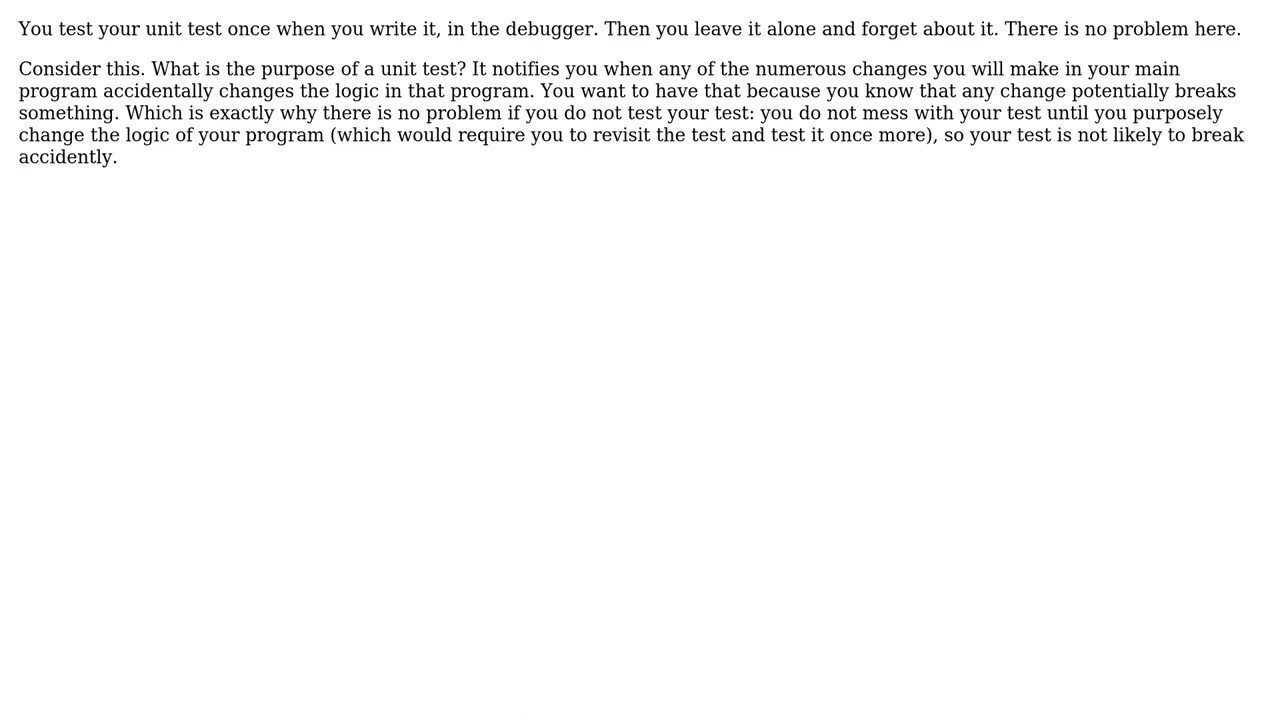 You test your unit test once when you write it, in the debugger. Then you leave it alone and forget about it. There is no problem here.
Consider this. What is the purpose of a unit test? It notifies you when any of the numerous changes you will make in your main
program accidentally changes the logic in that program. You want to have that because you know that any change potentially breaks
something. Which is exactly why there is no problem if you do not test your test: you do not mess with your test until you purposely
change the logic of your program (which would require you to revisit the test and test it once more), so your test is not likely to break
accidently.